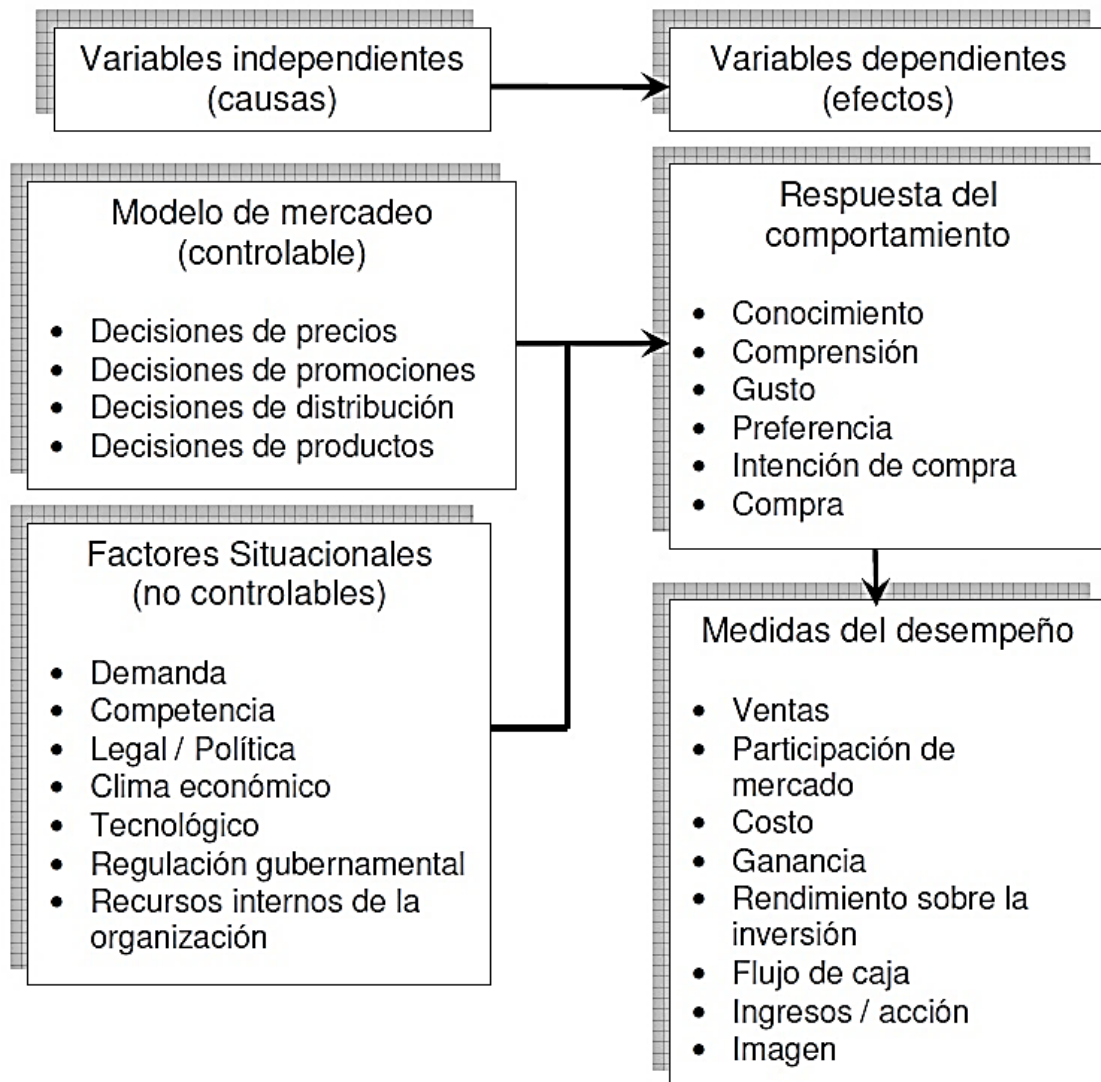 Variables independientes
(causas)
Variables dependientes
(efectos)
Modelo de mercadeo
(controlable)
• Decisiones de precios
• Decisiones de promociones
• Decisiones de distribución
• Decisiones de productos
Respuesta del
comportamiento
• Conocimiento
• Comprensión
• Gusto
• Preferencia
• Intención de compra
• Compra
Factores Situacionales
(no controlables)
• Demanda
• Competencia
• Legal / Política
• Clima económico
• Tecnológico
• Regulación gubernamental
• Recursos internos de la
organización
Medidas del desempeño
• Ventas
• Participación de
mercado
• Costo
• Ganancia
• Rendimiento sobre la
inversión
• Flujo de caja
• Ingresos / acción
• Imagen